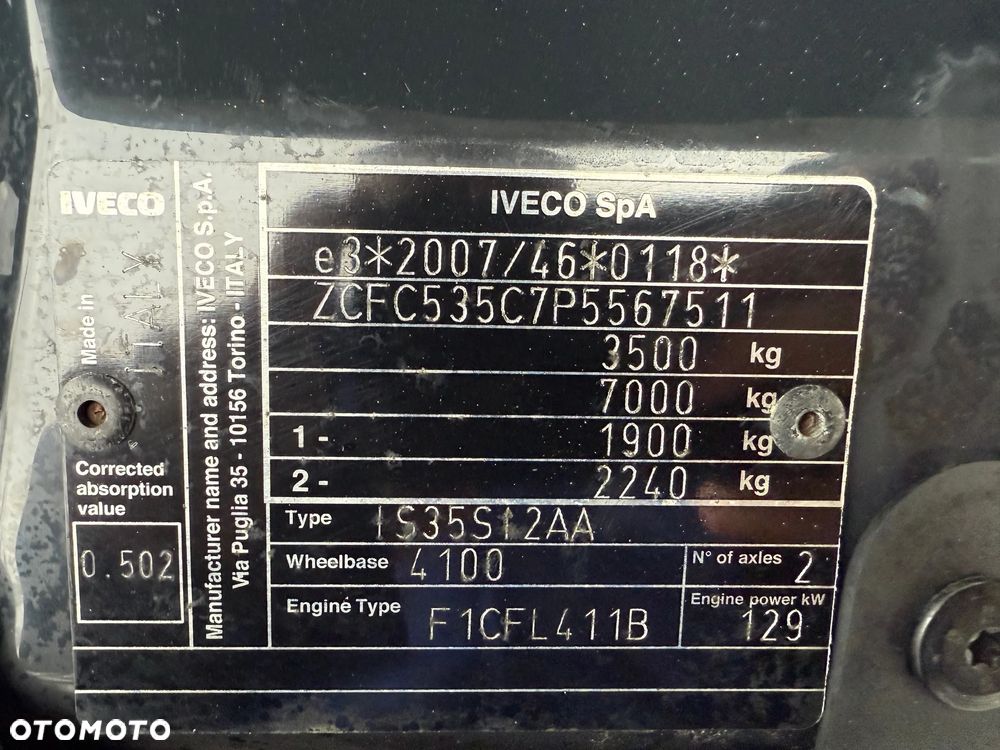 IVECO
Made in
ITALY
Corrected
absorption
value
0.502
Manufacturer name and address: IVECO S.p.A.
Via Puglia 35 - 10156 Torino - ITALY
IVECO SpA
e3*2007/46*0118*
ZCFC535C7P5567511
3500 kg
7000 kg
1- 1900 kg
2- 2240 kg
Type IS35S12AA
Wheelbase 4100
N° of axles 2
Engine Type F1CFL411B
Engine power kW 129
OTOMOTO